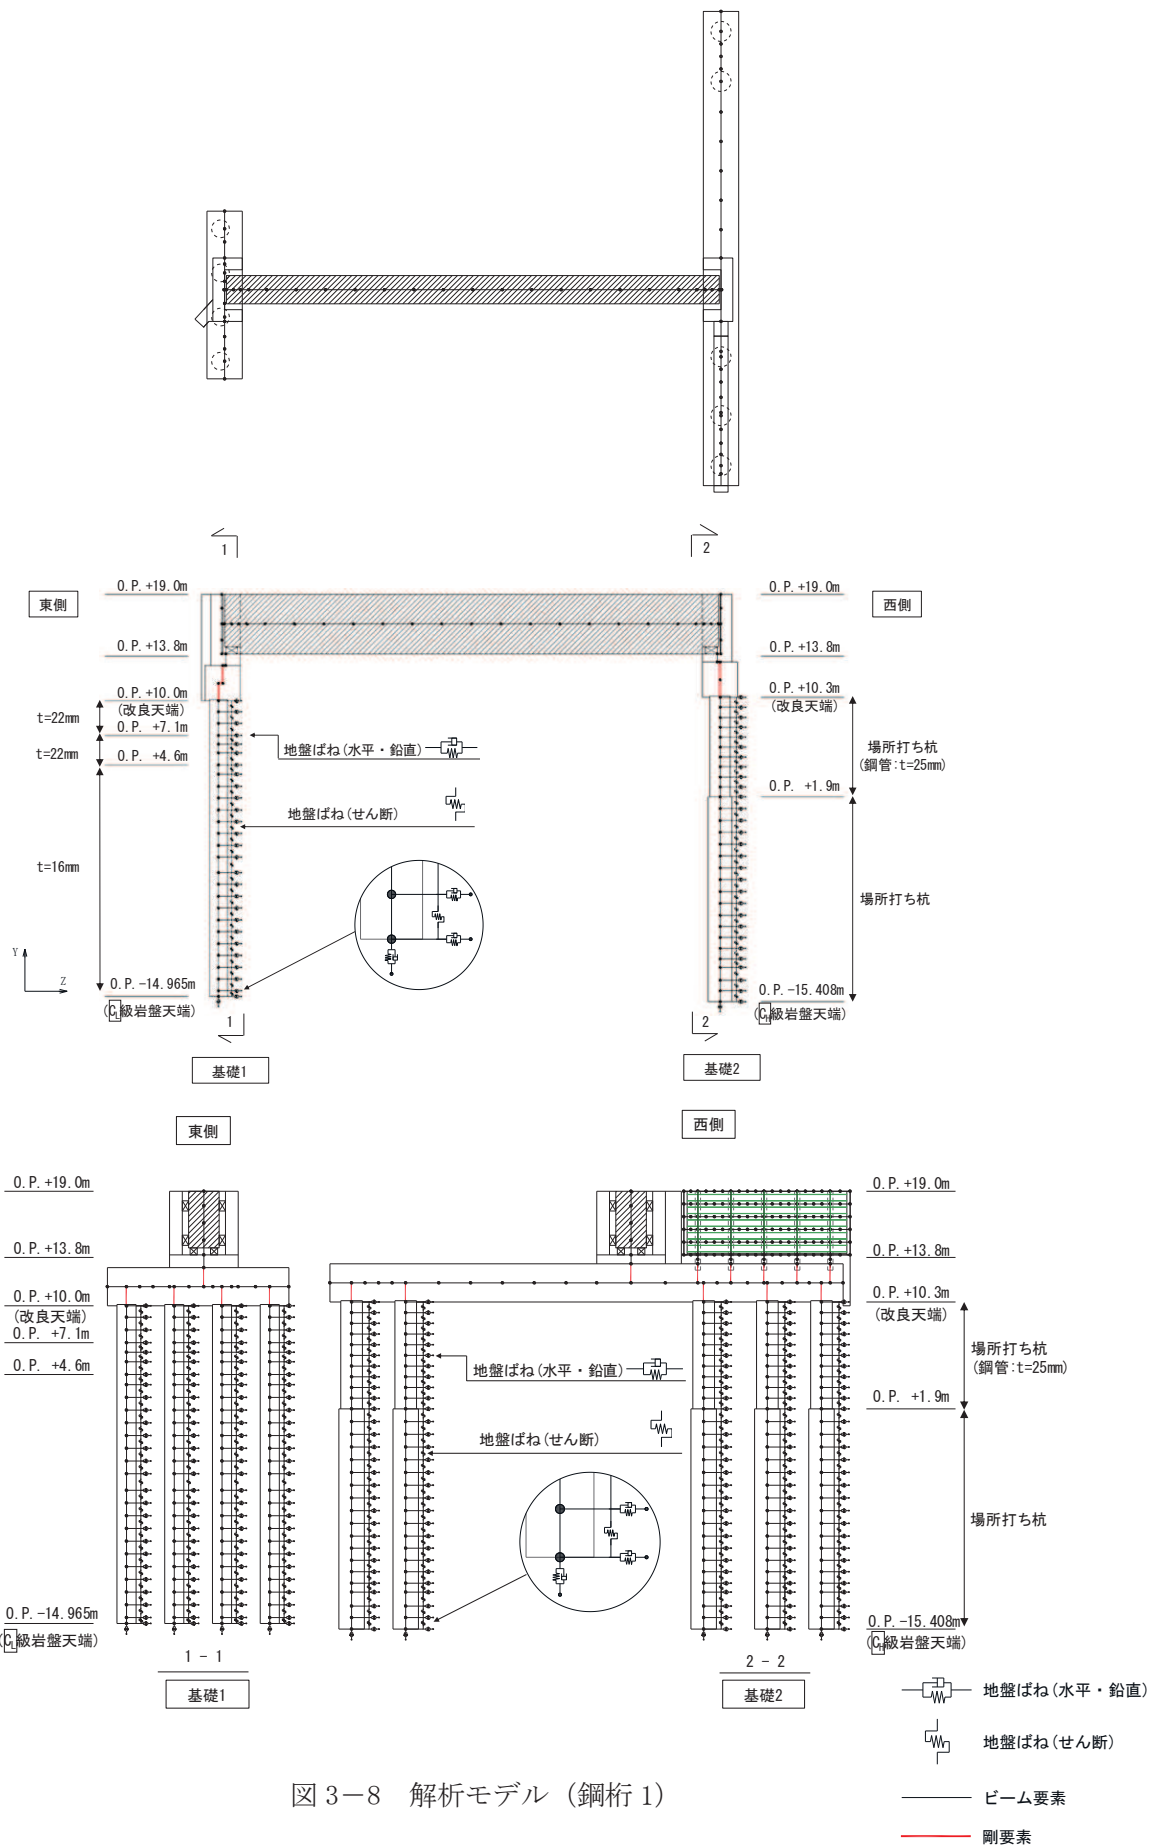 1
2
東側
O.P.+19.0m
O.P.+19.0m
西側
O.P.+13.8m
O.P.+13.8m
O.P.+10.0m
(改良天端)
O.P.+10.3m
(改良天端)
t=22mm
O.P. +7.1m
t=22mm
O.P. +4.6m
地盤ばね(水平・鉛直)
場所打ち杭
(鋼管:t=25mm)
O.P. +1.9m
地盤ばね(せん断)
t=16mm
場所打ち杭
Y
Z
O.P.-14.965m
(CL級岩盤天端)
O.P.-15.408m
(CH級岩盤天端)
1
2
基礎1
基礎2
東側
西側
O.P.+19.0m
O.P.+19.0m
O.P.+13.8m
O.P.+13.8m
O.P.+10.0m
(改良天端)
O.P.+10.3m
(改良天端)
O.P. +7.1m
O.P. +4.6m
地盤ばね(水平・鉛直)
場所打ち杭
(鋼管:t=25mm)
O.P. +1.9m
地盤ばね(せん断)
場所打ち杭
O.P.-14.965m
(CL級岩盤天端)
O.P.-15.408m
(CH級岩盤天端)
1 - 1
基礎1
2 - 2
基礎2
地盤ばね(水平・鉛直)
地盤ばね(せん断)
ビーム要素
剛要素
図 3-8 解析モデル（鋼桁 1）